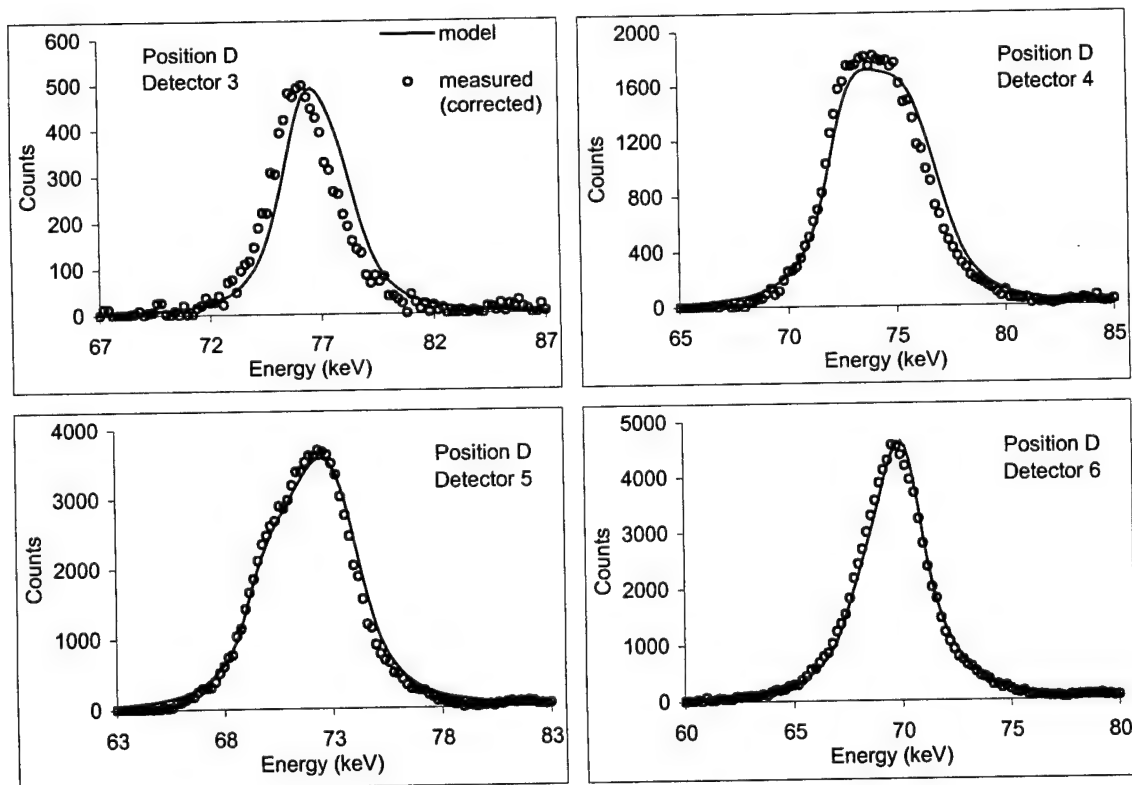 600
500
400
300
200
100
0
Counts
67
72
77
82
87
Energy (keV)
Position D
Detector 3
model
measured
(corrected)
2000
1600
1200
800
400
0
Counts
65
70
75
80
85
Energy (keV)
Position D
Detector 4
4000
3000
2000
1000
0
Counts
63
68
73
78
83
Energy (keV)
Position D
Detector 5
5000
4000
3000
2000
1000
0
Counts
60
65
70
75
80
Energy (keV)
Position D
Detector 6